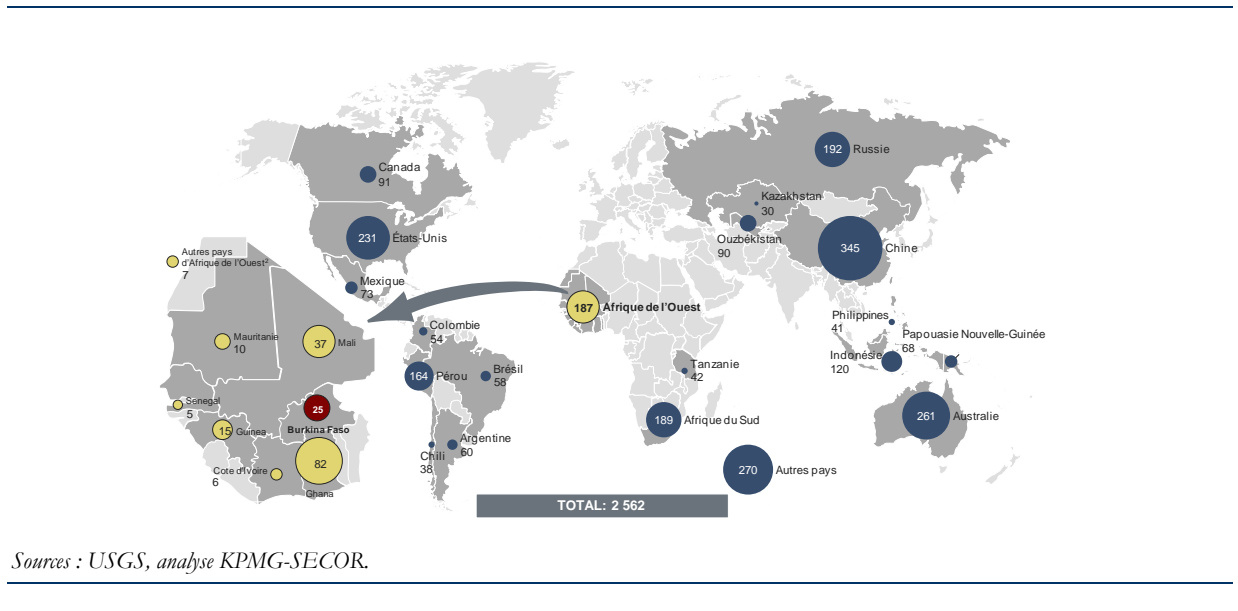 Canada
91
231
États-Unis
Mexique
73
192
Russie
Kazakhstan
30
Ouzbékistan
90
345
Chine
187
Afrique de l'Ouest
Autres pays
d'Afrique de l'Ouest²
7
Mauritanie
10
37
Mali
Senegal
5
15
Guinea
25
Burkina Faso
82
Ghana
Cote d'Ivoire
6
Colombie
54
164
Pérou
Brésil
58
Argentine
60
Chili
38
Tanzanie
42
189
Afrique du Sud
Philippines
41
Papouasie Nouvelle-Guinée
68
Indonésie
120
261
Australie
270
Autres pays
TOTAL: 2 562
Sources : USGS, analyse KPMG-SECOR.